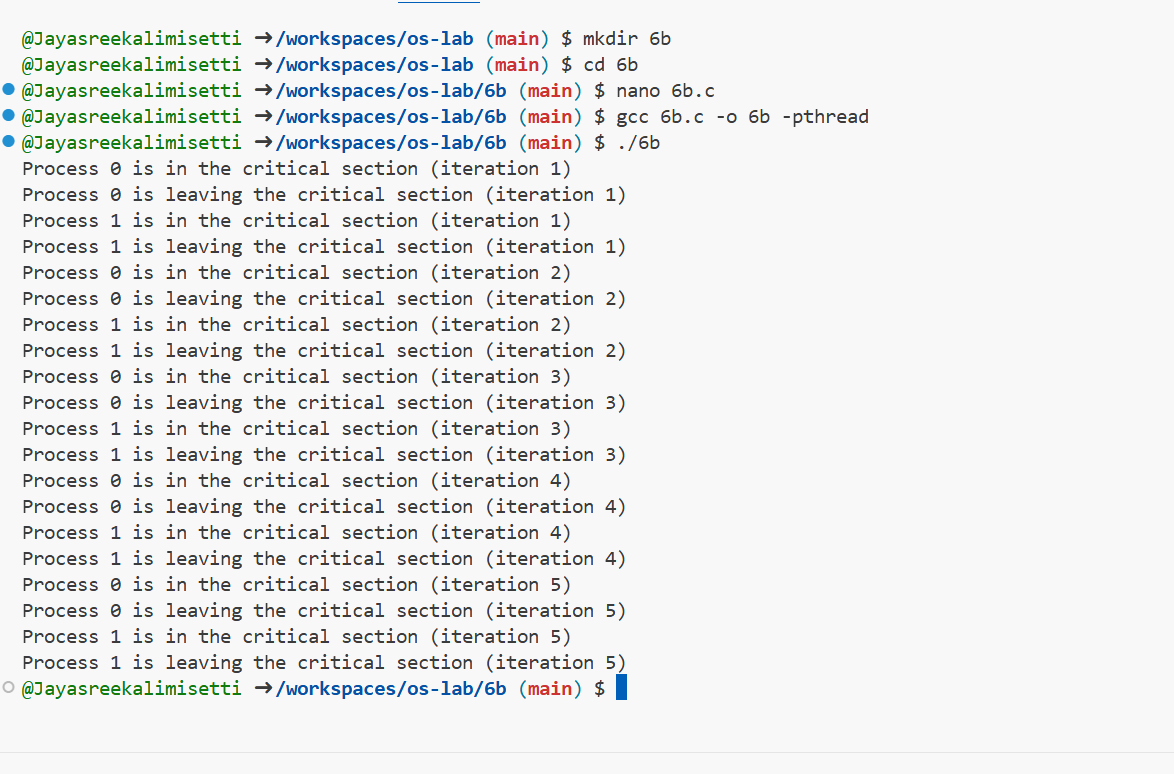 @Jayasreekalimisetti ➜/workspaces/os-lab (main) $ mkdir 6b
@Jayasreekalimisetti ➜/workspaces/os-lab (main) $ cd 6b
@Jayasreekalimisetti ➜/workspaces/os-lab/6b (main) $ nano 6b.c
@Jayasreekalimisetti ➜/workspaces/os-lab/6b (main) $ gcc 6b.c -o 6b -pthread
@Jayasreekalimisetti ➜/workspaces/os-lab/6b (main) $ ./6b
Process 0 is in the critical section (iteration 1)
Process 0 is leaving the critical section (iteration 1)
Process 1 is in the critical section (iteration 1)
Process 1 is leaving the critical section (iteration 1)
Process 0 is in the critical section (iteration 2)
Process 0 is leaving the critical section (iteration 2)
Process 1 is in the critical section (iteration 2)
Process 1 is leaving the critical section (iteration 2)
Process 0 is in the critical section (iteration 3)
Process 0 is leaving the critical section (iteration 3)
Process 1 is in the critical section (iteration 3)
Process 1 is leaving the critical section (iteration 3)
Process 0 is in the critical section (iteration 4)
Process 0 is leaving the critical section (iteration 4)
Process 1 is in the critical section (iteration 4)
Process 1 is leaving the critical section (iteration 4)
Process 0 is in the critical section (iteration 5)
Process 0 is leaving the critical section (iteration 5)
Process 1 is in the critical section (iteration 5)
Process 1 is leaving the critical section (iteration 5)
@Jayasreekalimisetti ➜/workspaces/os-lab/6b (main) $